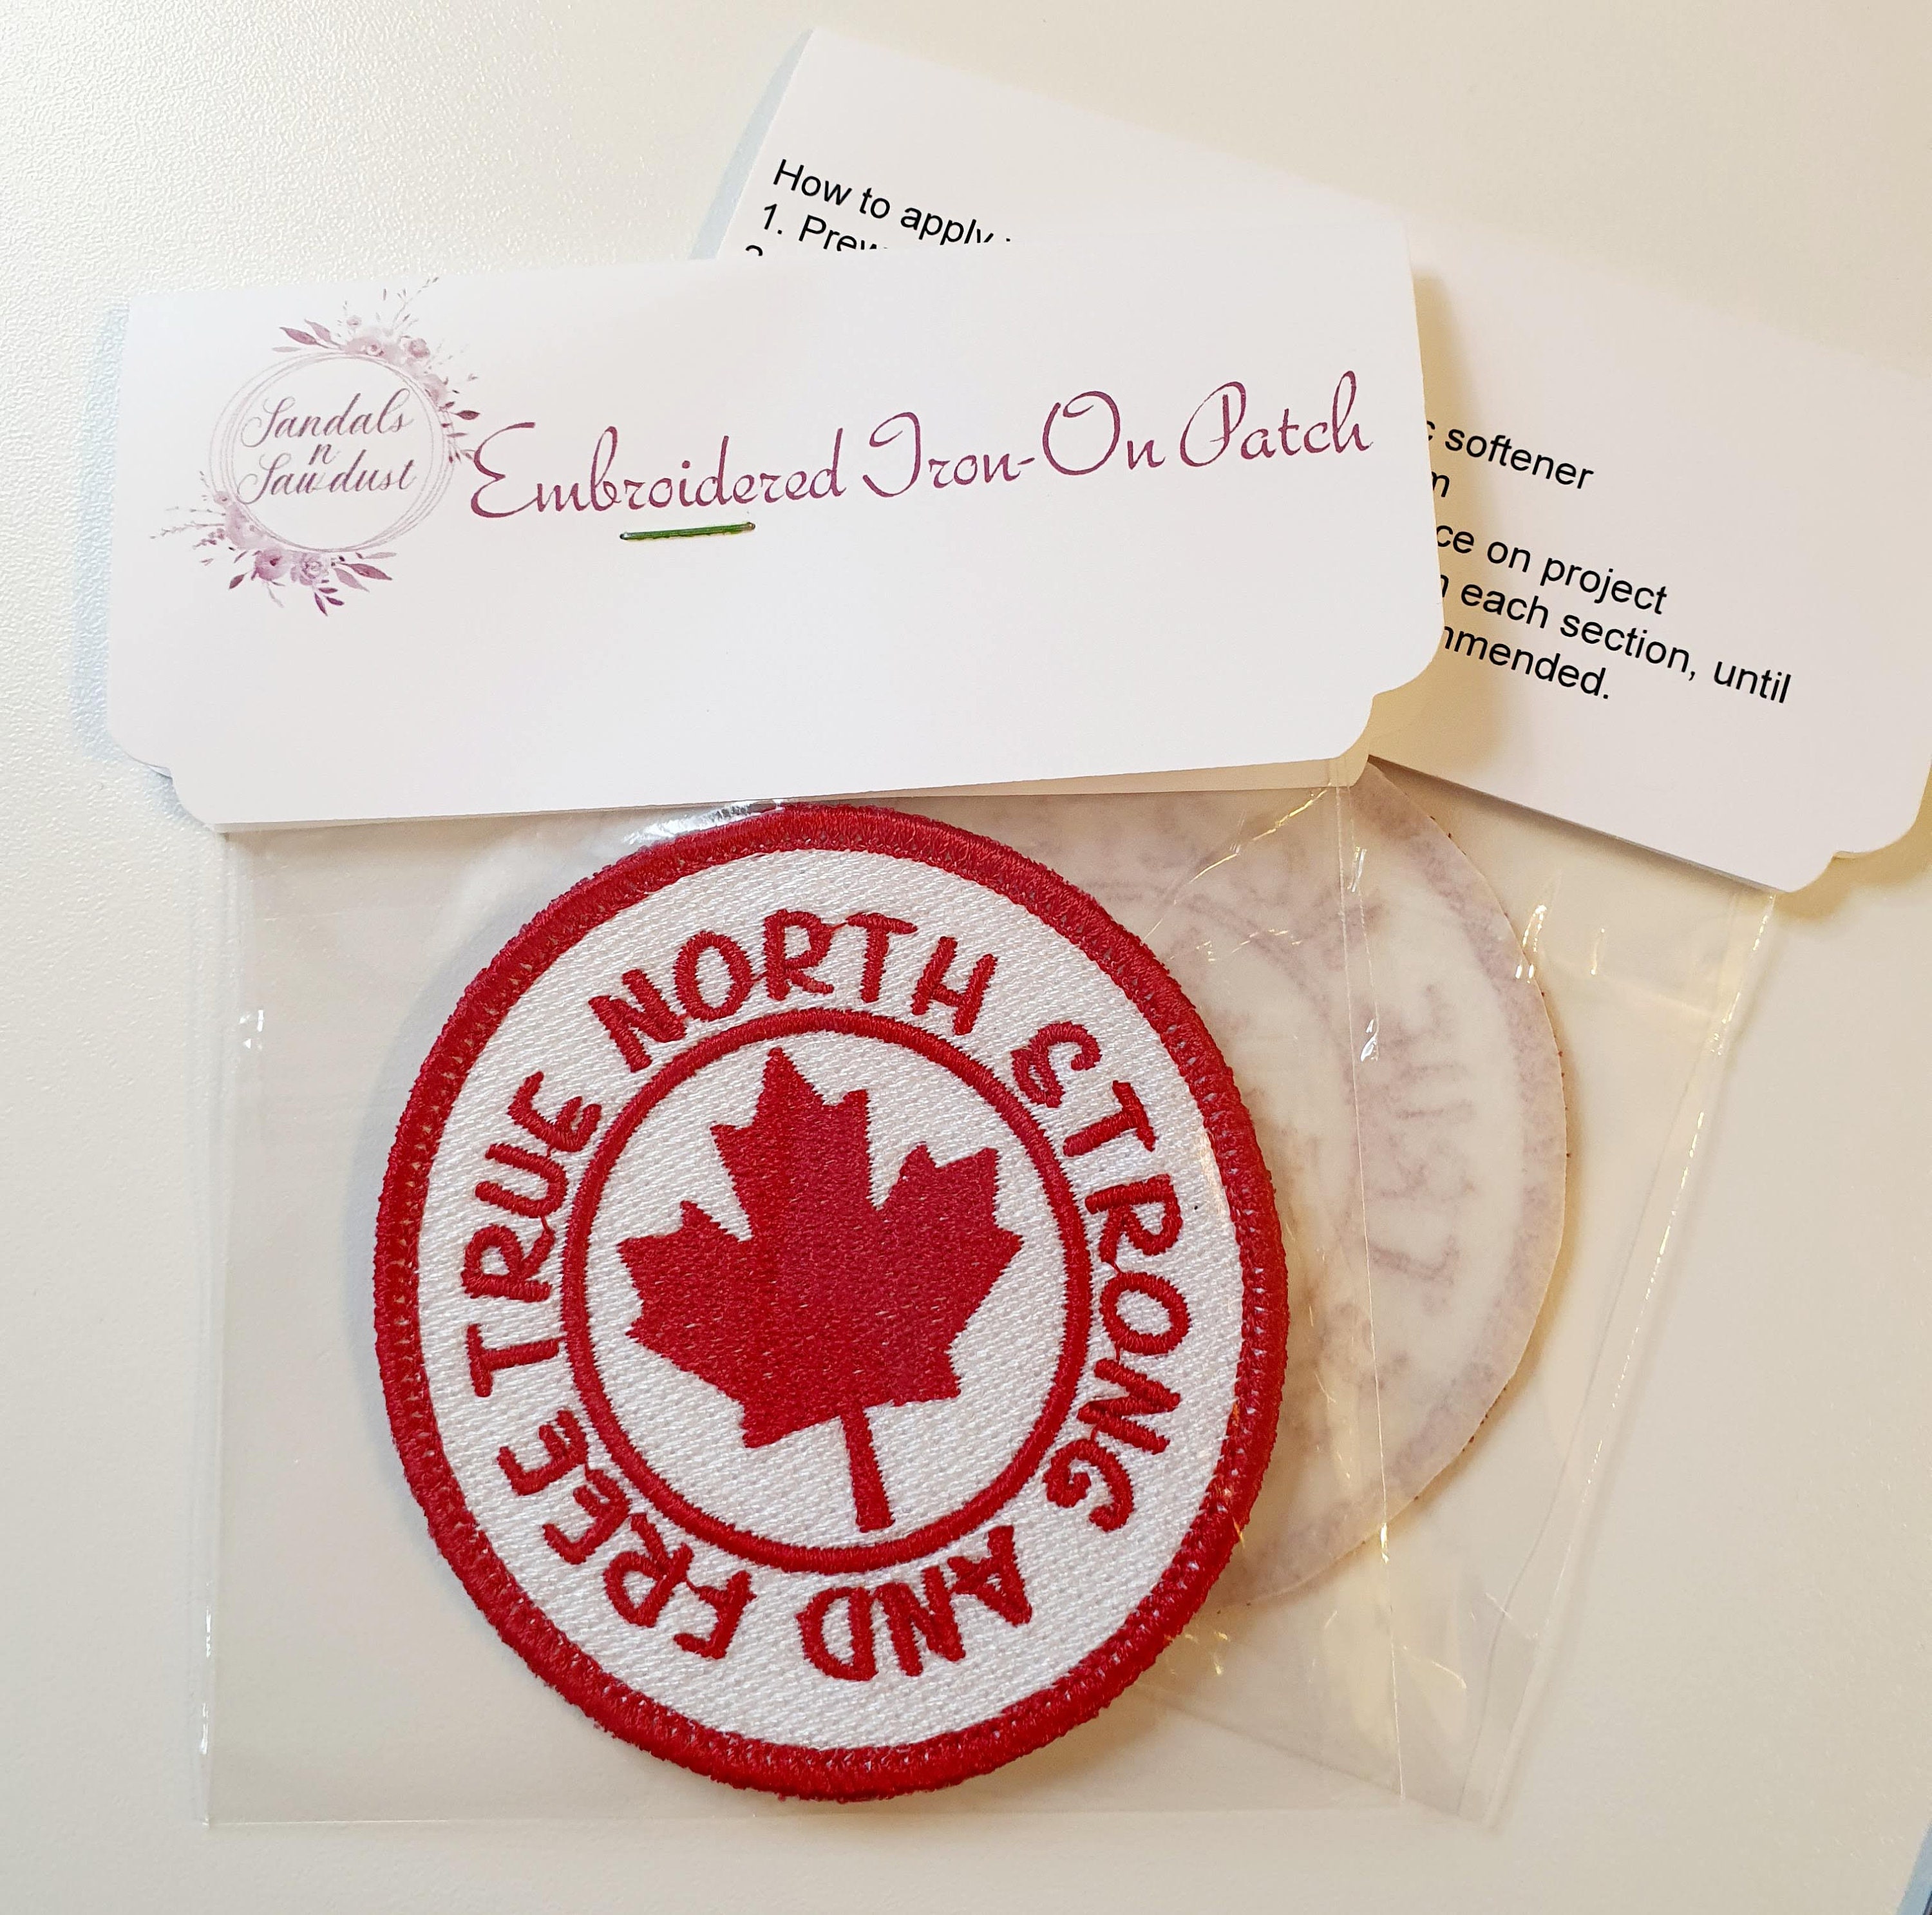 How to apply
1.
softener
on project
each section, until
Sandals
n
Sawdust
Embroidered Iron-On Patch
TRUE NORTH STRONG AND FREE